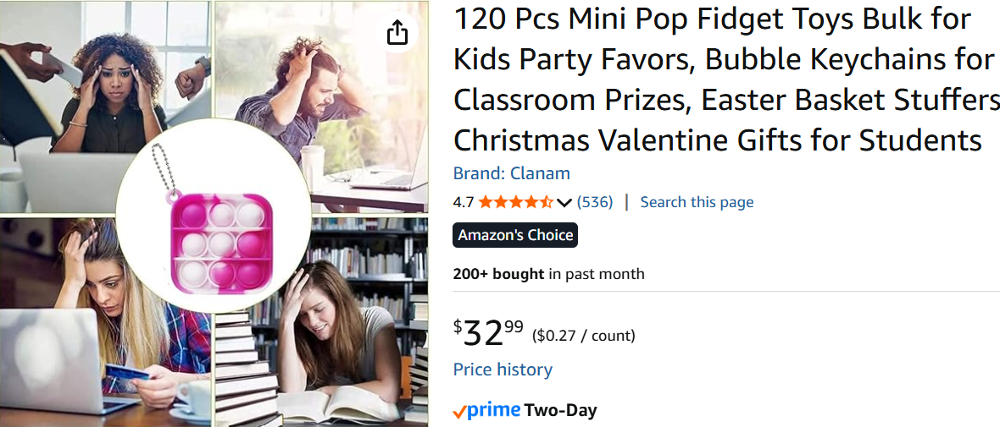 120 Pcs Mini Pop Fidget Toys Bulk for
Kids Party Favors, Bubble Keychains for
Classroom Prizes, Easter Basket Stuffers
Christmas Valentine Gifts for Students
Brand: Clanam
4.7 (536) | Search this page
Amazon's Choice
200+ bought in past month
$32.99 ($0.27 / count)
Price history
prime Two-Day